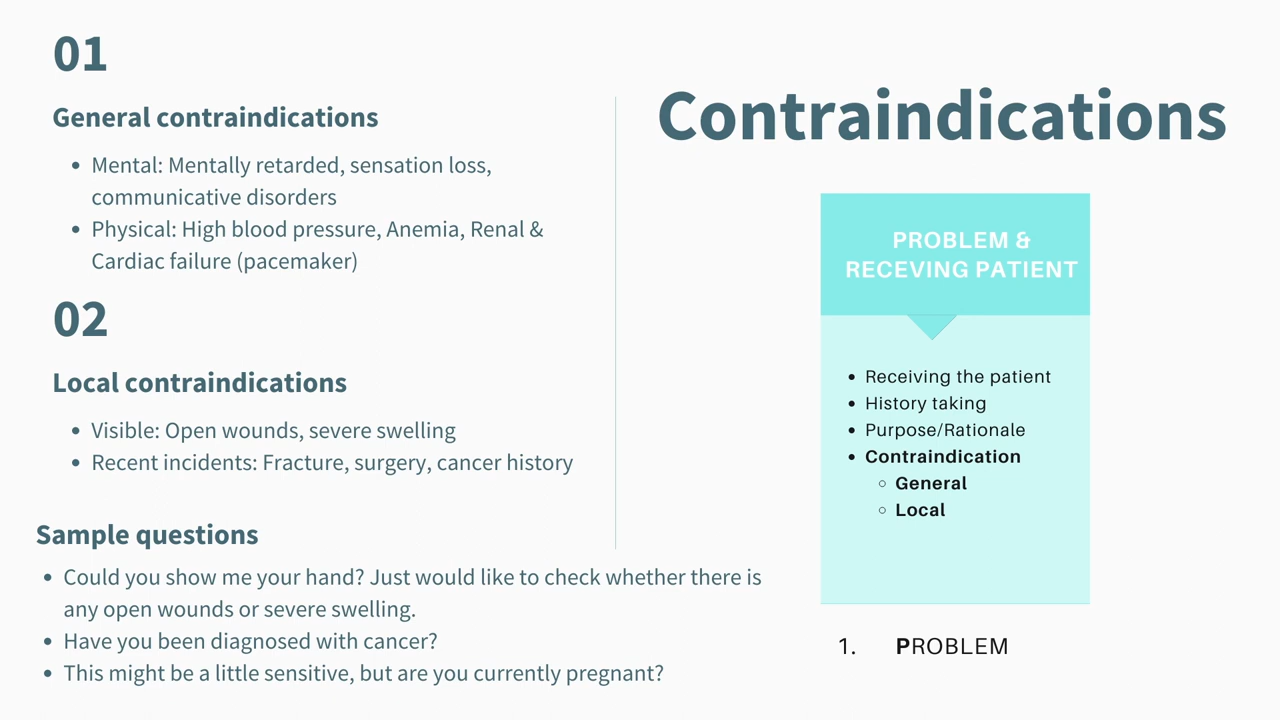 01
General contraindications
• Mental: Mentally retarded, sensation loss,
communicative disorders
• Physical: High blood pressure, Anemia, Renal &
Cardiac failure (pacemaker)
02
Local contraindications
• Visible: Open wounds, severe swelling
• Recent incidents: Fracture, surgery, cancer history
Sample questions
• Could you show me your hand? Just would like to check whether there is
any open wounds or severe swelling.
• Have you been diagnosed with cancer?
• This might be a little sensitive, but are you currently pregnant?
Contraindications
PROBLEM &
RECEVING PATIENT
• Receiving the patient
• History taking
• Purpose/Rationale
• Contraindication
○ General
○ Local
1. PROBLEM